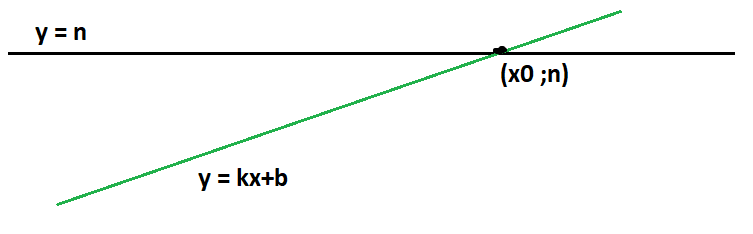 y = n
(x0 ;n)
y = kx+b